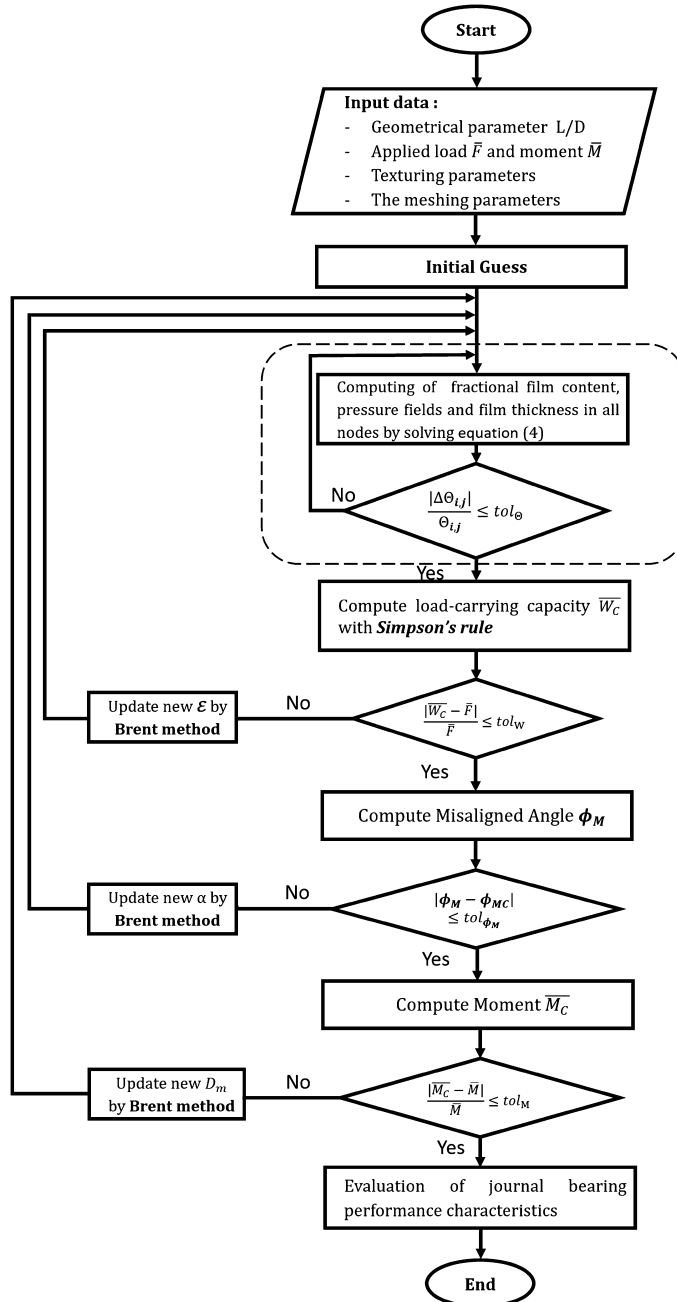 Start
Input data :
- Geometrical parameter L/D
- Applied load F̅ and moment M̅
- Texturing parameters
- The meshing parameters
Initial Guess
Computing of fractional film content,
pressure fields and film thickness in all
nodes by solving equation (4)
No
|ΔΘi,j| / Θi,j ≤ tolΘ
Yes
Compute load-carrying capacity W̅C̅
with Simpson's rule
Update new ℰ by
Brent method
No
|W̅C̅ − F̅| / F̅ ≤ tolW
Yes
Compute Misaligned Angle ϕM
Update new α by
Brent method
No
|ϕM − ϕMC|
≤ tolϕM
Yes
Compute Moment M̅C̅
Update new Dm
by Brent method
No
|M̅C̅ − M̅| / M̅ ≤ tolM
Yes
Evaluation of journal bearing
performance characteristics
End